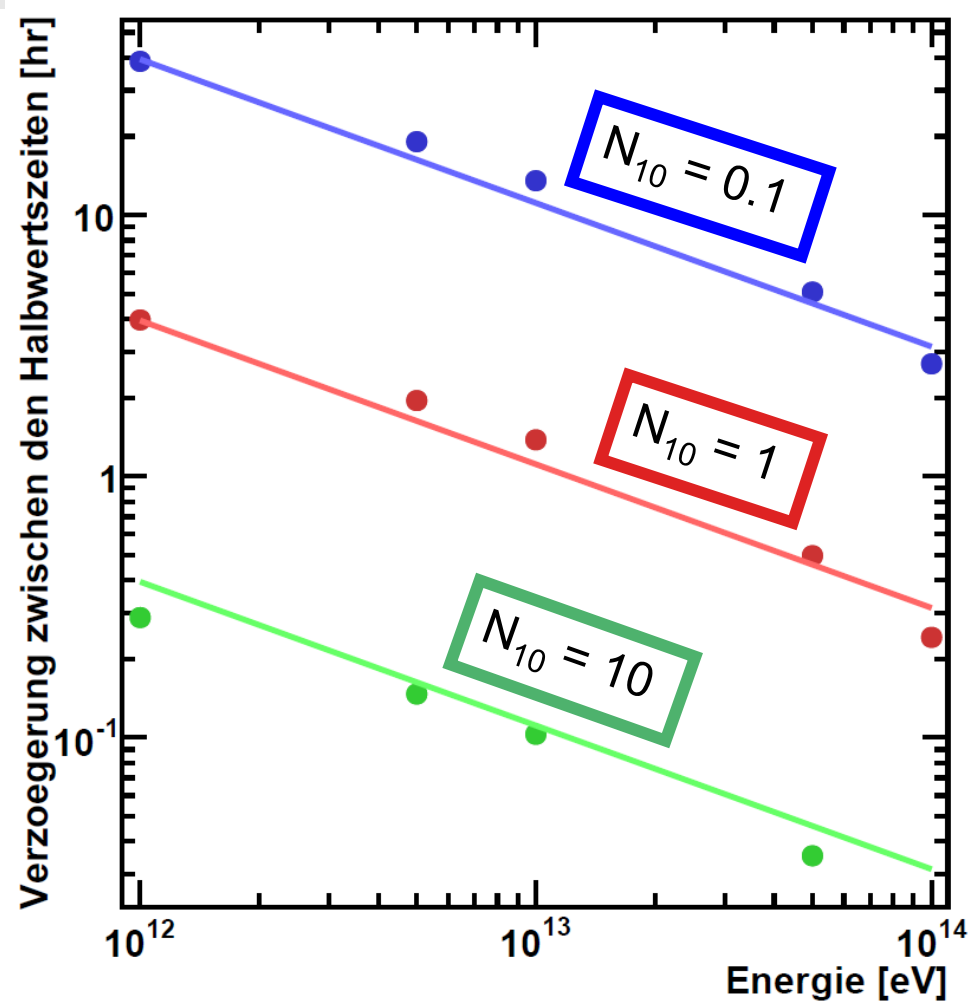 Verzoegerung zwischen den Halbwertszeiten [hr]
10
1
10⁻¹
N₁₀ = 0.1
N₁₀ = 1
N₁₀ = 10
10¹² 10¹³ 10¹⁴
Energie [eV]